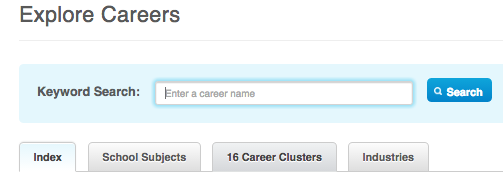 Explore Careers
Keyword Search: Enter a career name Search
Index School Subjects 16 Career Clusters Industries